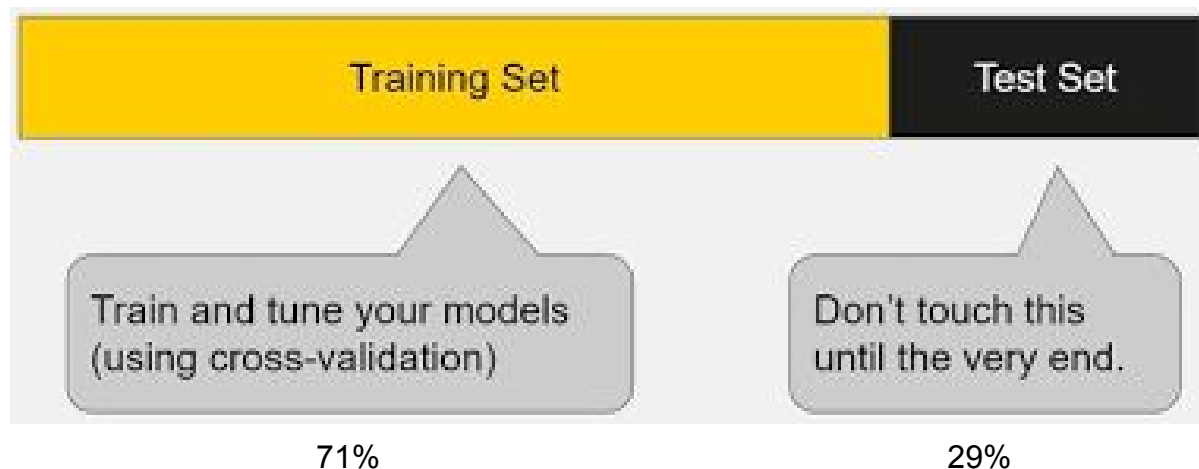 Training Set
Test Set
Train and tune your models
(using cross-validation)
Don't touch this
until the very end.
71%
29%